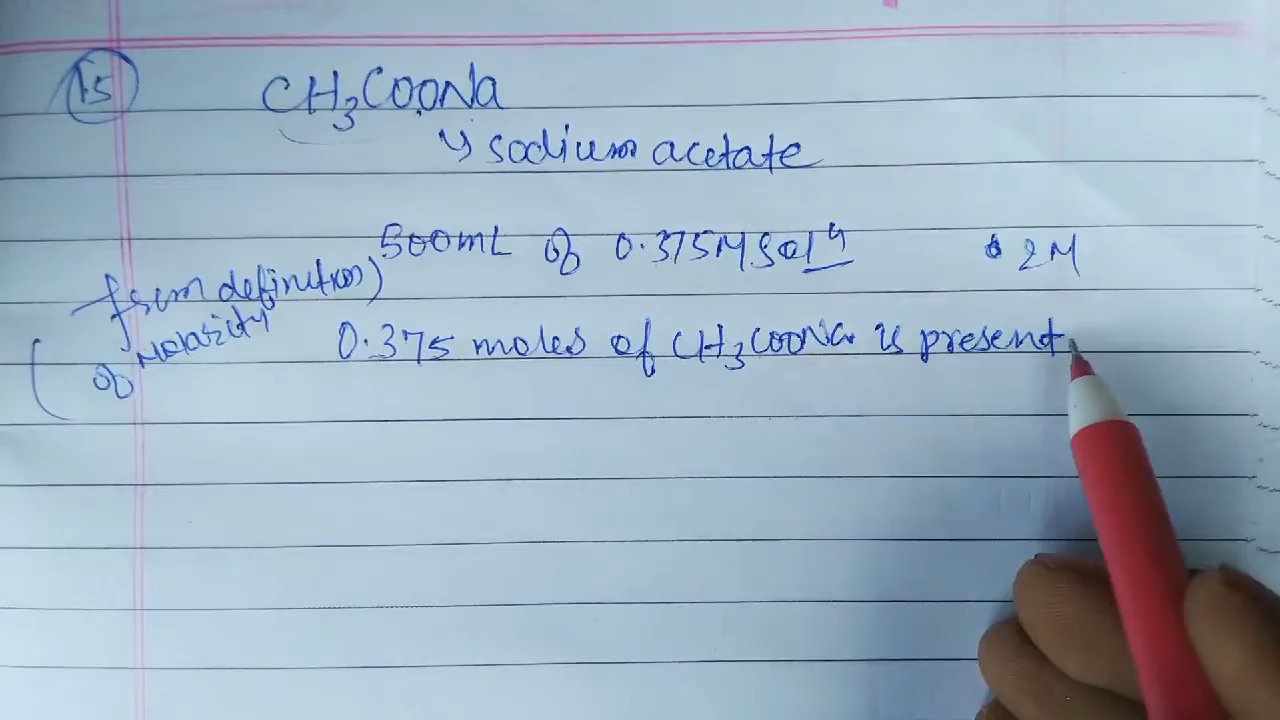 15
CH3COONa
↳ sodium acetate
500mL of 0.375M Solⁿ 2M
(from definition of Molarity) 0.375 moles of CH3COONa is present